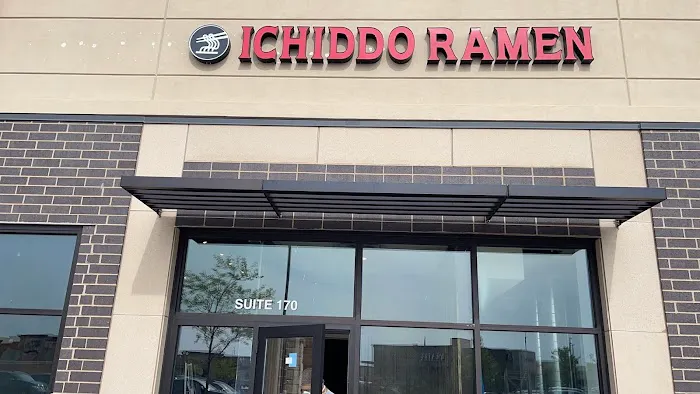 ICHIDDO RAMEN
SUITE 170